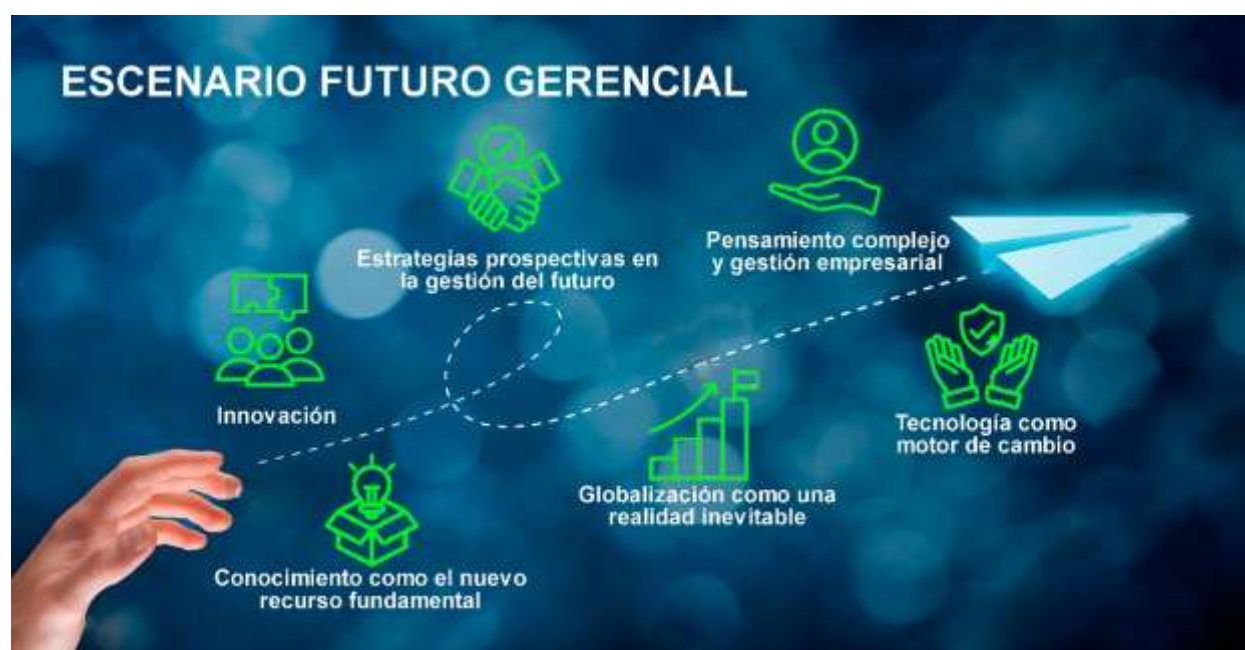 ESCENARIO FUTURO GERENCIAL
Estrategias prospectivas en
la gestión del futuro
Pensamiento complejo
y gestión empresarial
Innovación
Tecnología como
motor de cambio
Globalización como una
realidad inevitable
Conocimiento como el nuevo
recurso fundamental